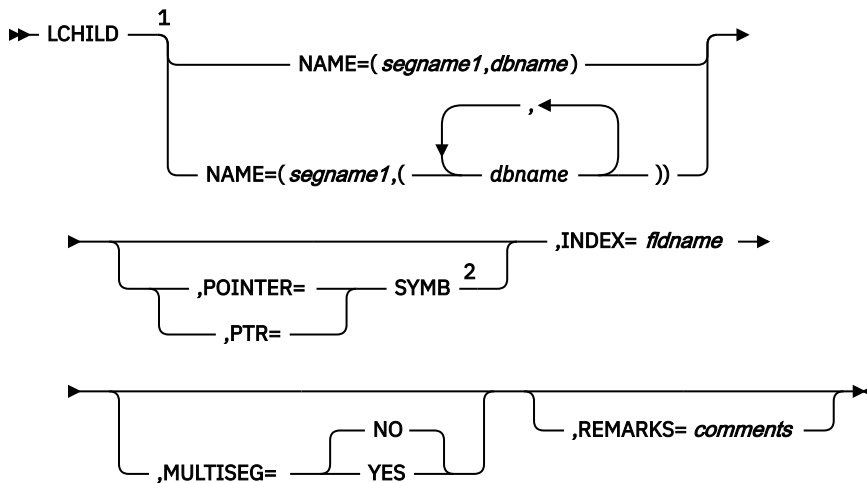 LCHILD 1
NAME=( segname1,dbname )
,
NAME=( segname1,( dbname ))
,POINTER= SYMB 2 ,INDEX= fldname
,PTR=
NO
,MULTISEG= YES
,REMARKS= comments